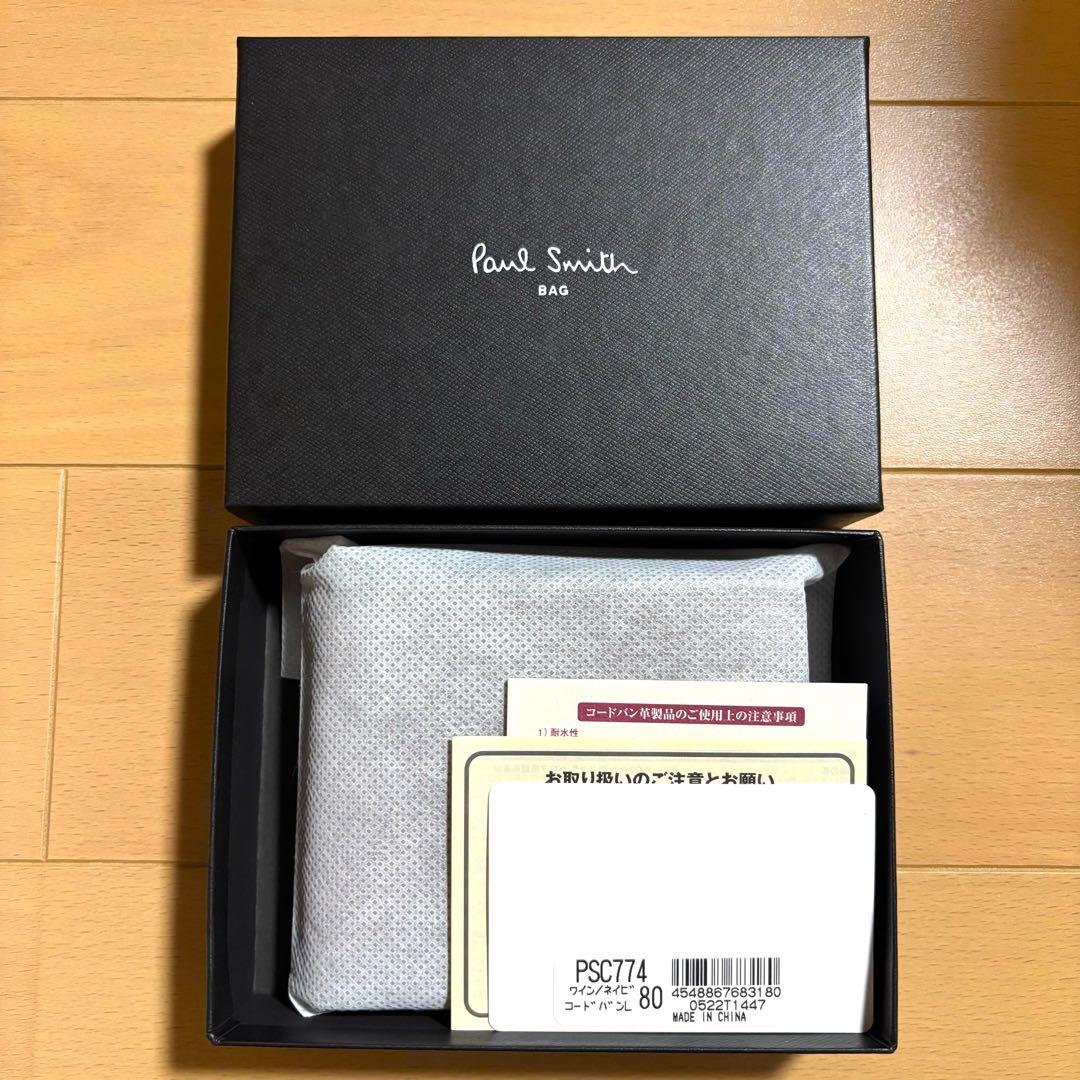 Paul Smith
BAG
コードバン革製品のご使用上の注意事項
1) 耐水性
お取り扱いのご注意とお願い
PSC774
ワイン/ネイビ
コードバンL 80
4548867683180
0522T1447
MADE IN CHINA